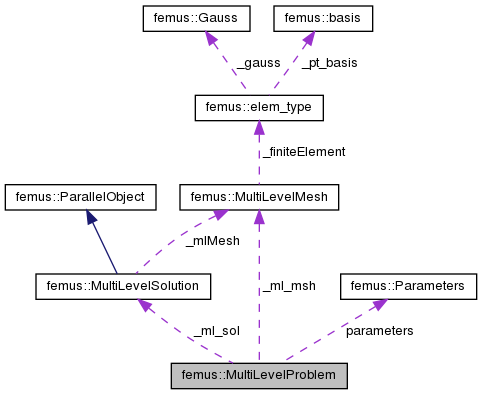 femus::Gauss
femus::basis
_gauss
_pt_basis
femus::elem_type
_finiteElement
femus::ParallelObject
femus::MultiLevelMesh
_mlMesh
femus::MultiLevelSolution
_ml_msh
femus::Parameters
_ml_sol
parameters
femus::MultiLevelProblem